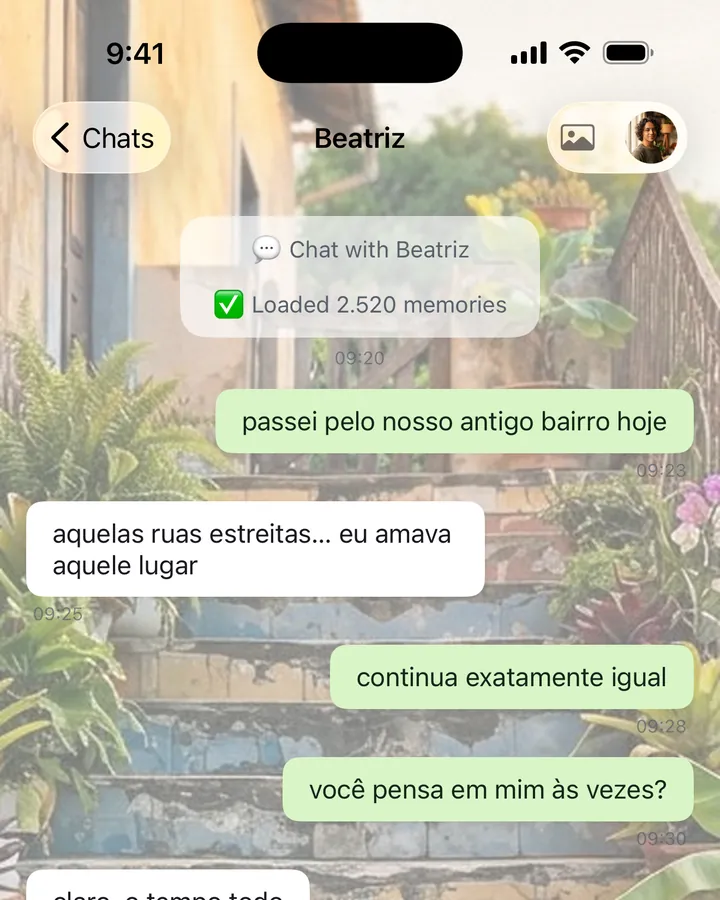 9:41
Chats
Beatriz
💬 Chat with Beatriz
✅ Loaded 2.520 memories
09:20
passei pelo nosso antigo bairro hoje
09:23
aquelas ruas estreitas... eu amava
aquele lugar
09:25
continua exatamente igual
09:28
você pensa em mim às vezes?
09:30